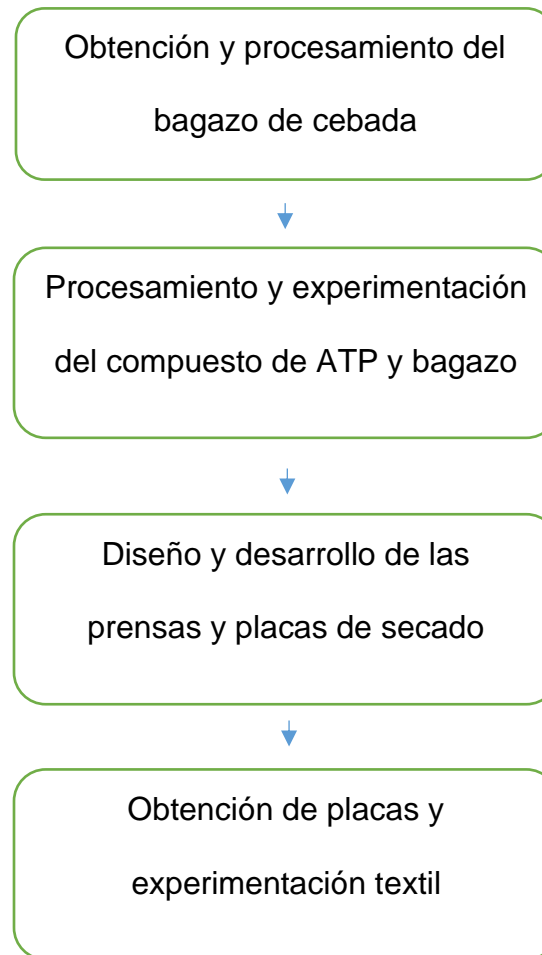 Obtención y procesamiento del
bagazo de cebada
Procesamiento y experimentación
del compuesto de ATP y bagazo
Diseño y desarrollo de las
prensas y placas de secado
Obtención de placas y
experimentación textil